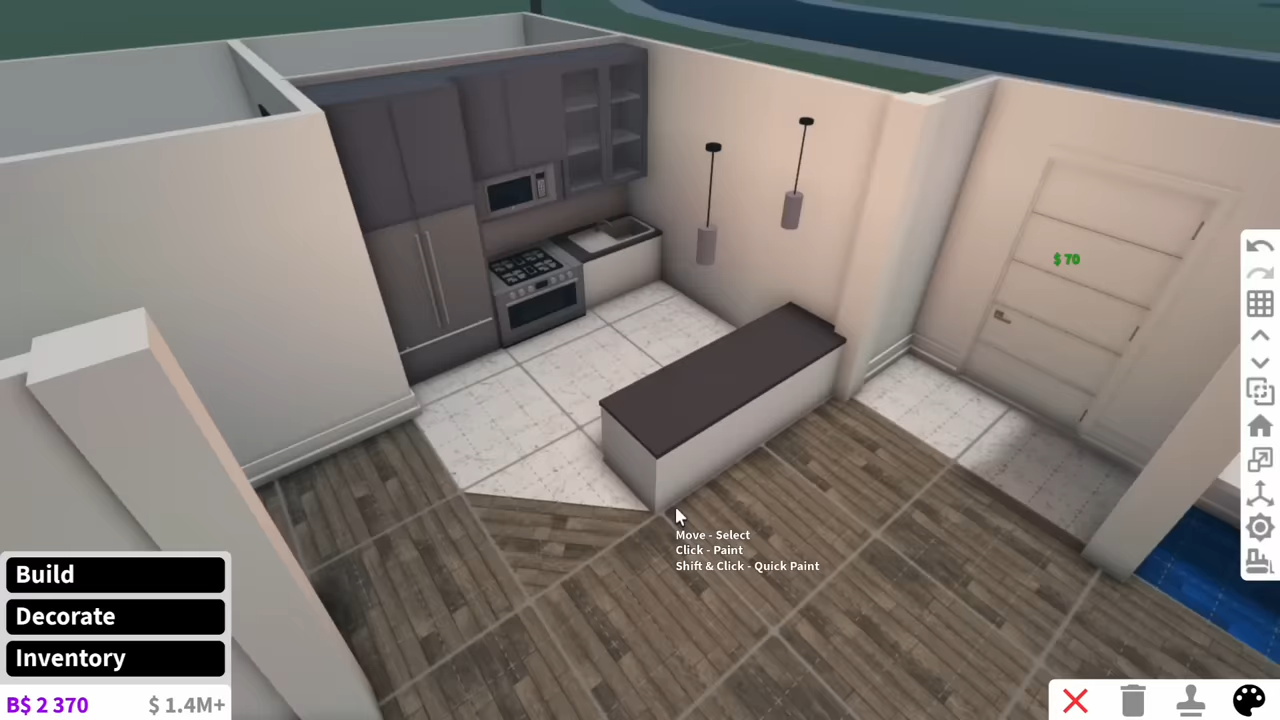 $ 70
Move - Select
Click - Paint
Shift & Click - Quick Paint
Build
Decorate
Inventory
B$ 2 370
$ 1.4M+